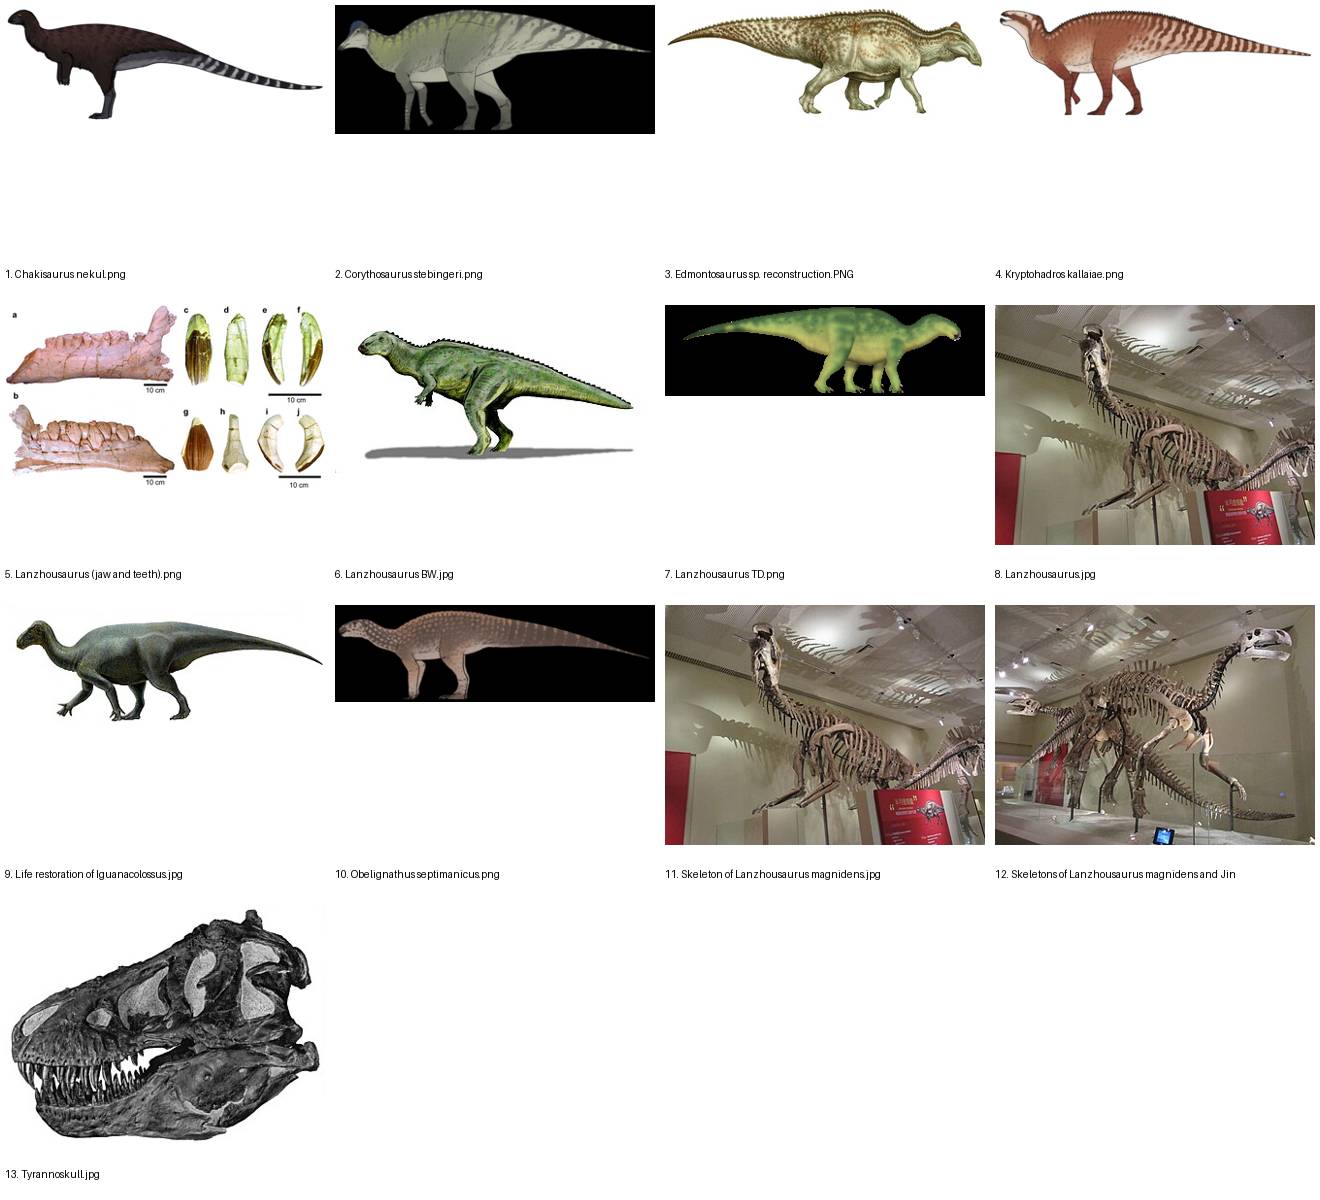 1. Chakisaurus nekul.png
2. Corythosaurus stebingeri.png
3. Edmontosaurus sp. reconstruction.PNG
4. Kryptohadros kallaiae.png
a
c
d
e
f
10 cm
10 cm
b
g
h
i
j
10 cm
10 cm
5. Lanzhousaurus (jaw and teeth).png
6. Lanzhousaurus BW.jpg
7. Lanzhousaurus TD.png
8. Lanzhousaurus.jpg
9. Life restoration of Iguanacolossus.jpg
10. Obelignathus septimanicus.png
11. Skeleton of Lanzhousaurus magnidens.jpg
12. Skeletons of Lanzhousaurus magnidens and Jin
13. Tyrannoskull.jpg